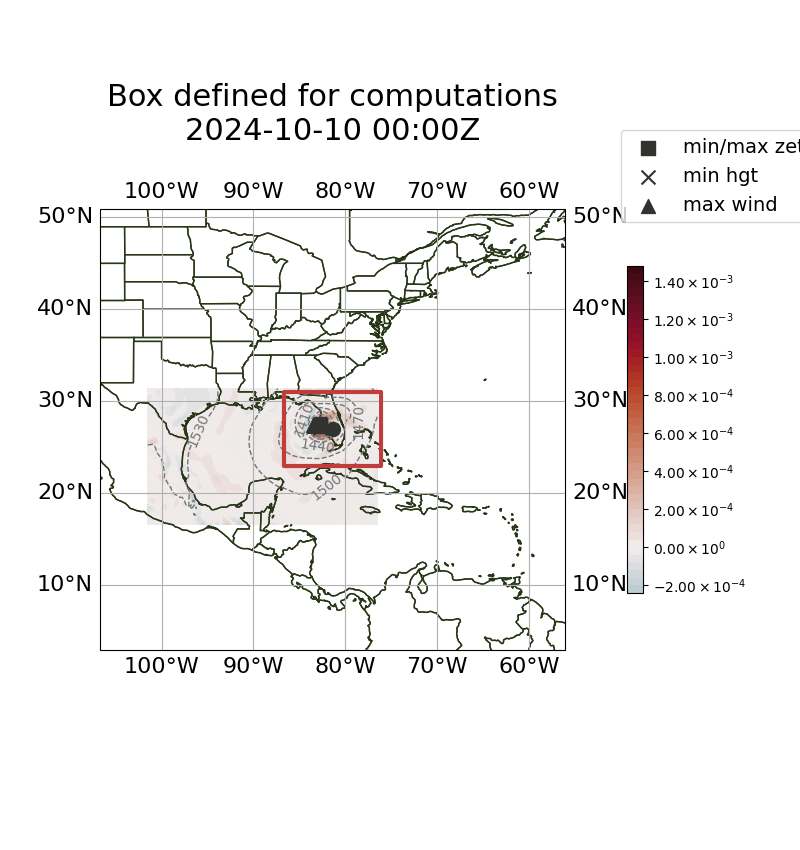 Box defined for computations
2024-10-10 00:00Z
min/max zet
min hgt
max wind
100°W 90°W 80°W 70°W 60°W
50°N 50°N
40°N 40°N
30°N
20°N 20°N
10°N 10°N
100°W 90°W 80°W 70°W 60°W
1530
1410
1470
1440
1500
1.40×10⁻³
1.20×10⁻³
1.00×10⁻³
8.00×10⁻⁴
6.00×10⁻⁴
4.00×10⁻⁴
2.00×10⁻⁴
0.00×10⁰
−2.00×10⁻⁴
30°N